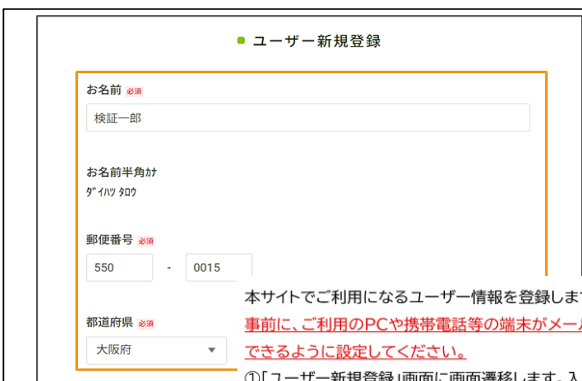 ユーザー新規登録
お名前 必須
検証一郎
お名前半角カナ
ダイハツ タロウ
郵便番号 必須
550 - 0015
本サイトでご利用になるユーザー情報を登録しま
都道府県 必須
事前に、ご利用のPCや携帯電話等の端末がメー
大阪府
できるように設定してください。
①「ユーザー新規登録」画面に画面遷移します。入